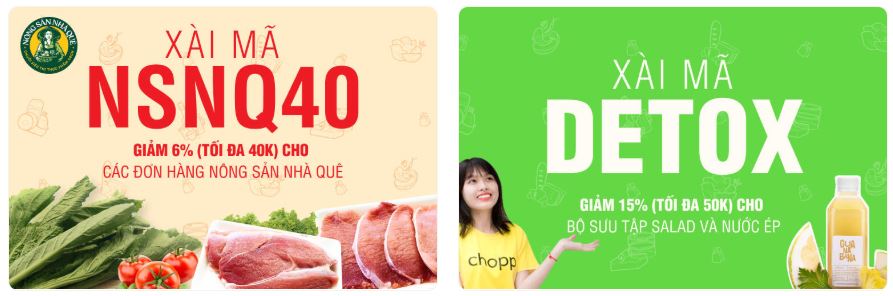 NÔNG SẢN NHÀ QUÊ
XÀI MÃ
NSNQ40
GIẢM 6% (TỐI ĐA 40K) CHO
CÁC ĐƠN HÀNG NÔNG SẢN NHÀ QUÊ
XÀI MÃ
DETOX
GIẢM 15% (TỐI ĐA 50K) CHO
BỘ SƯU TẬP SALAD VÀ NƯỚC ÉP
chopp